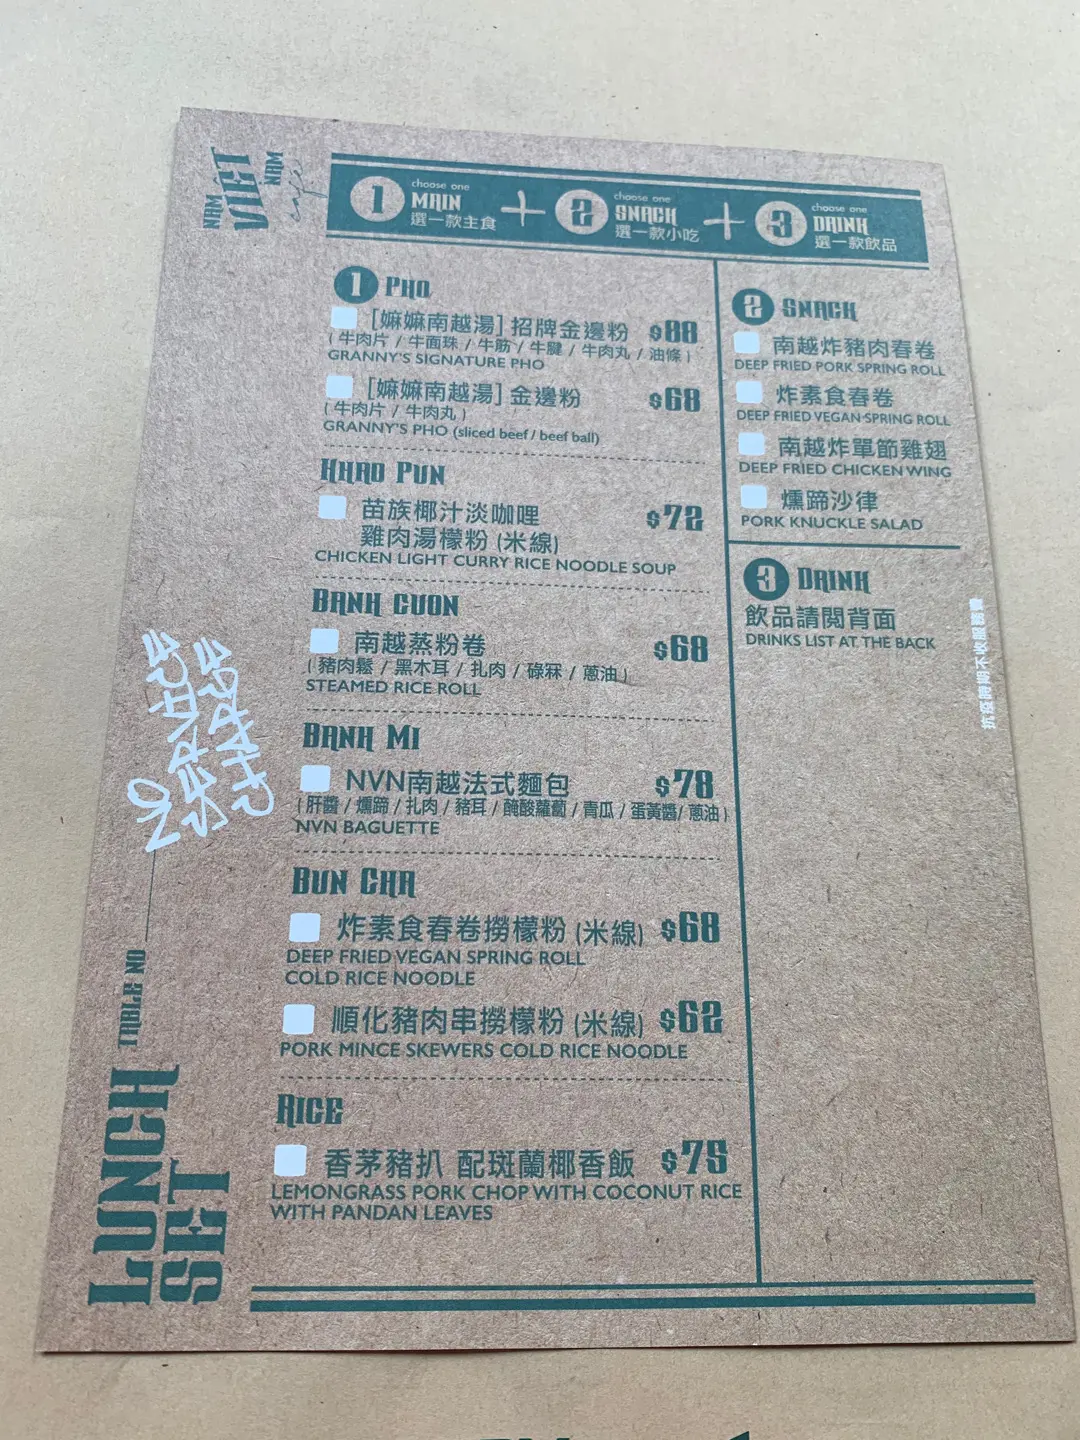 NAM
VIET
NAM
cafe
1 choose one
MAIN
選一款主食
+
2 choose one
SNACK
選一款小吃
+
3 choose one
DRINK
選一款飲品
1 PHO
[嫲嫲南越湯] 招牌金邊粉 $88
( 牛肉片 / 牛面珠 / 牛筋 / 牛腱 / 牛肉丸 / 油條 )
GRANNY'S SIGNATURE PHO
[嫲嫲南越湯] 金邊粉 $68
( 牛肉片 / 牛肉丸 )
GRANNY'S PHO (sliced beef / beef ball)
KHAO PUN
苗族椰汁淡咖哩
雞肉湯檬粉 (米線) $72
CHICKEN LIGHT CURRY RICE NOODLE SOUP
BANH CUON
南越蒸粉卷 $68
( 豬肉鬆 / 黑木耳 / 扎肉 / 碌冧 / 蔥油 )
STEAMED RICE ROLL
BANH MI
NVN南越法式麵包 $78
( 肝醬 / 燻蹄 / 扎肉 / 豬耳 / 醃酸蘿蔔 / 青瓜 / 蛋黃醬 / 蔥油 )
NVN BAGUETTE
BUN CHA
炸素食春卷撈檬粉 (米線) $68
DEEP FRIED VEGAN SPRING ROLL
COLD RICE NOODLE
順化豬肉串撈檬粉 (米線) $62
PORK MINCE SKEWERS COLD RICE NOODLE
RICE
香茅豬扒 配斑蘭椰香飯 $75
LEMONGRASS PORK CHOP WITH COCONUT RICE
WITH PANDAN LEAVES
2 SNACK
南越炸豬肉春卷
DEEP FRIED PORK SPRING ROLL
炸素食春卷
DEEP FRIED VEGAN SPRING ROLL
南越炸單節雞翅
DEEP FRIED CHICKEN WING
燻蹄沙律
PORK KNUCKLE SALAD
3 DRINK
飲品請閱背面
DRINKS LIST AT THE BACK
抗疫時期不收服務費
NO
SERVICE
CHARGE
TABLE NO
LUNCH
SET